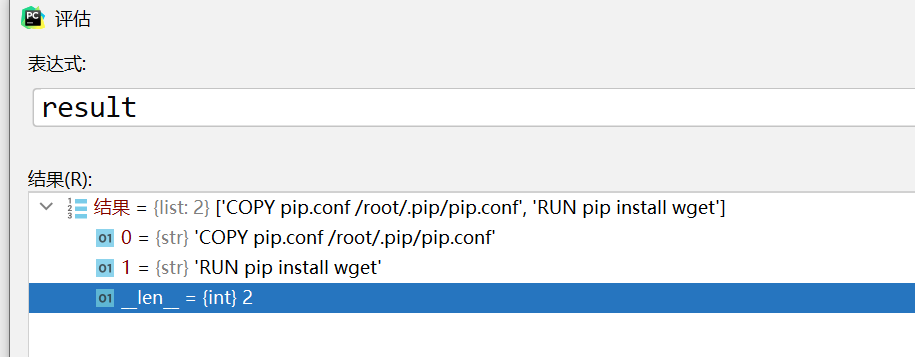 PC 评估
表达式:
result
结果(R):
结果 = {list: 2} ['COPY pip.conf /root/.pip/pip.conf', 'RUN pip install wget']
01 0 = {str} 'COPY pip.conf /root/.pip/pip.conf'
01 1 = {str} 'RUN pip install wget'
01 __len__ = {int} 2